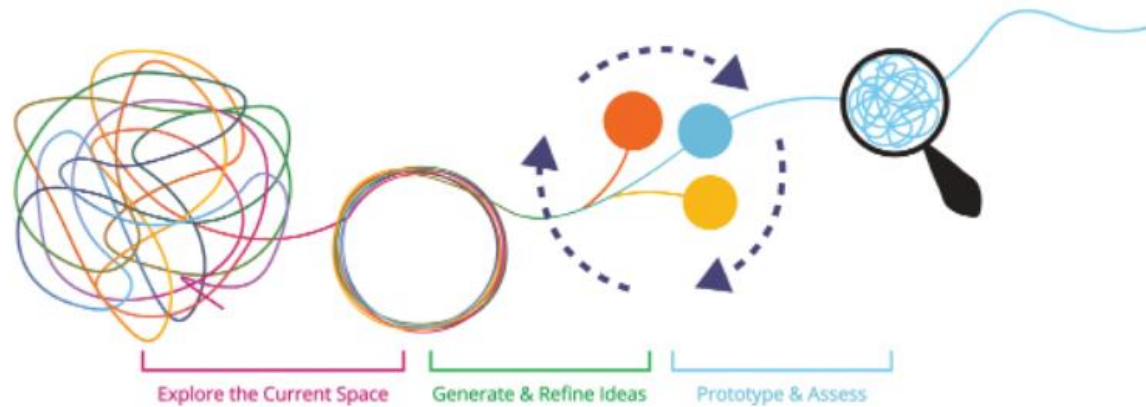 Explore the Current Space
Generate & Refine Ideas
Prototype & Assess